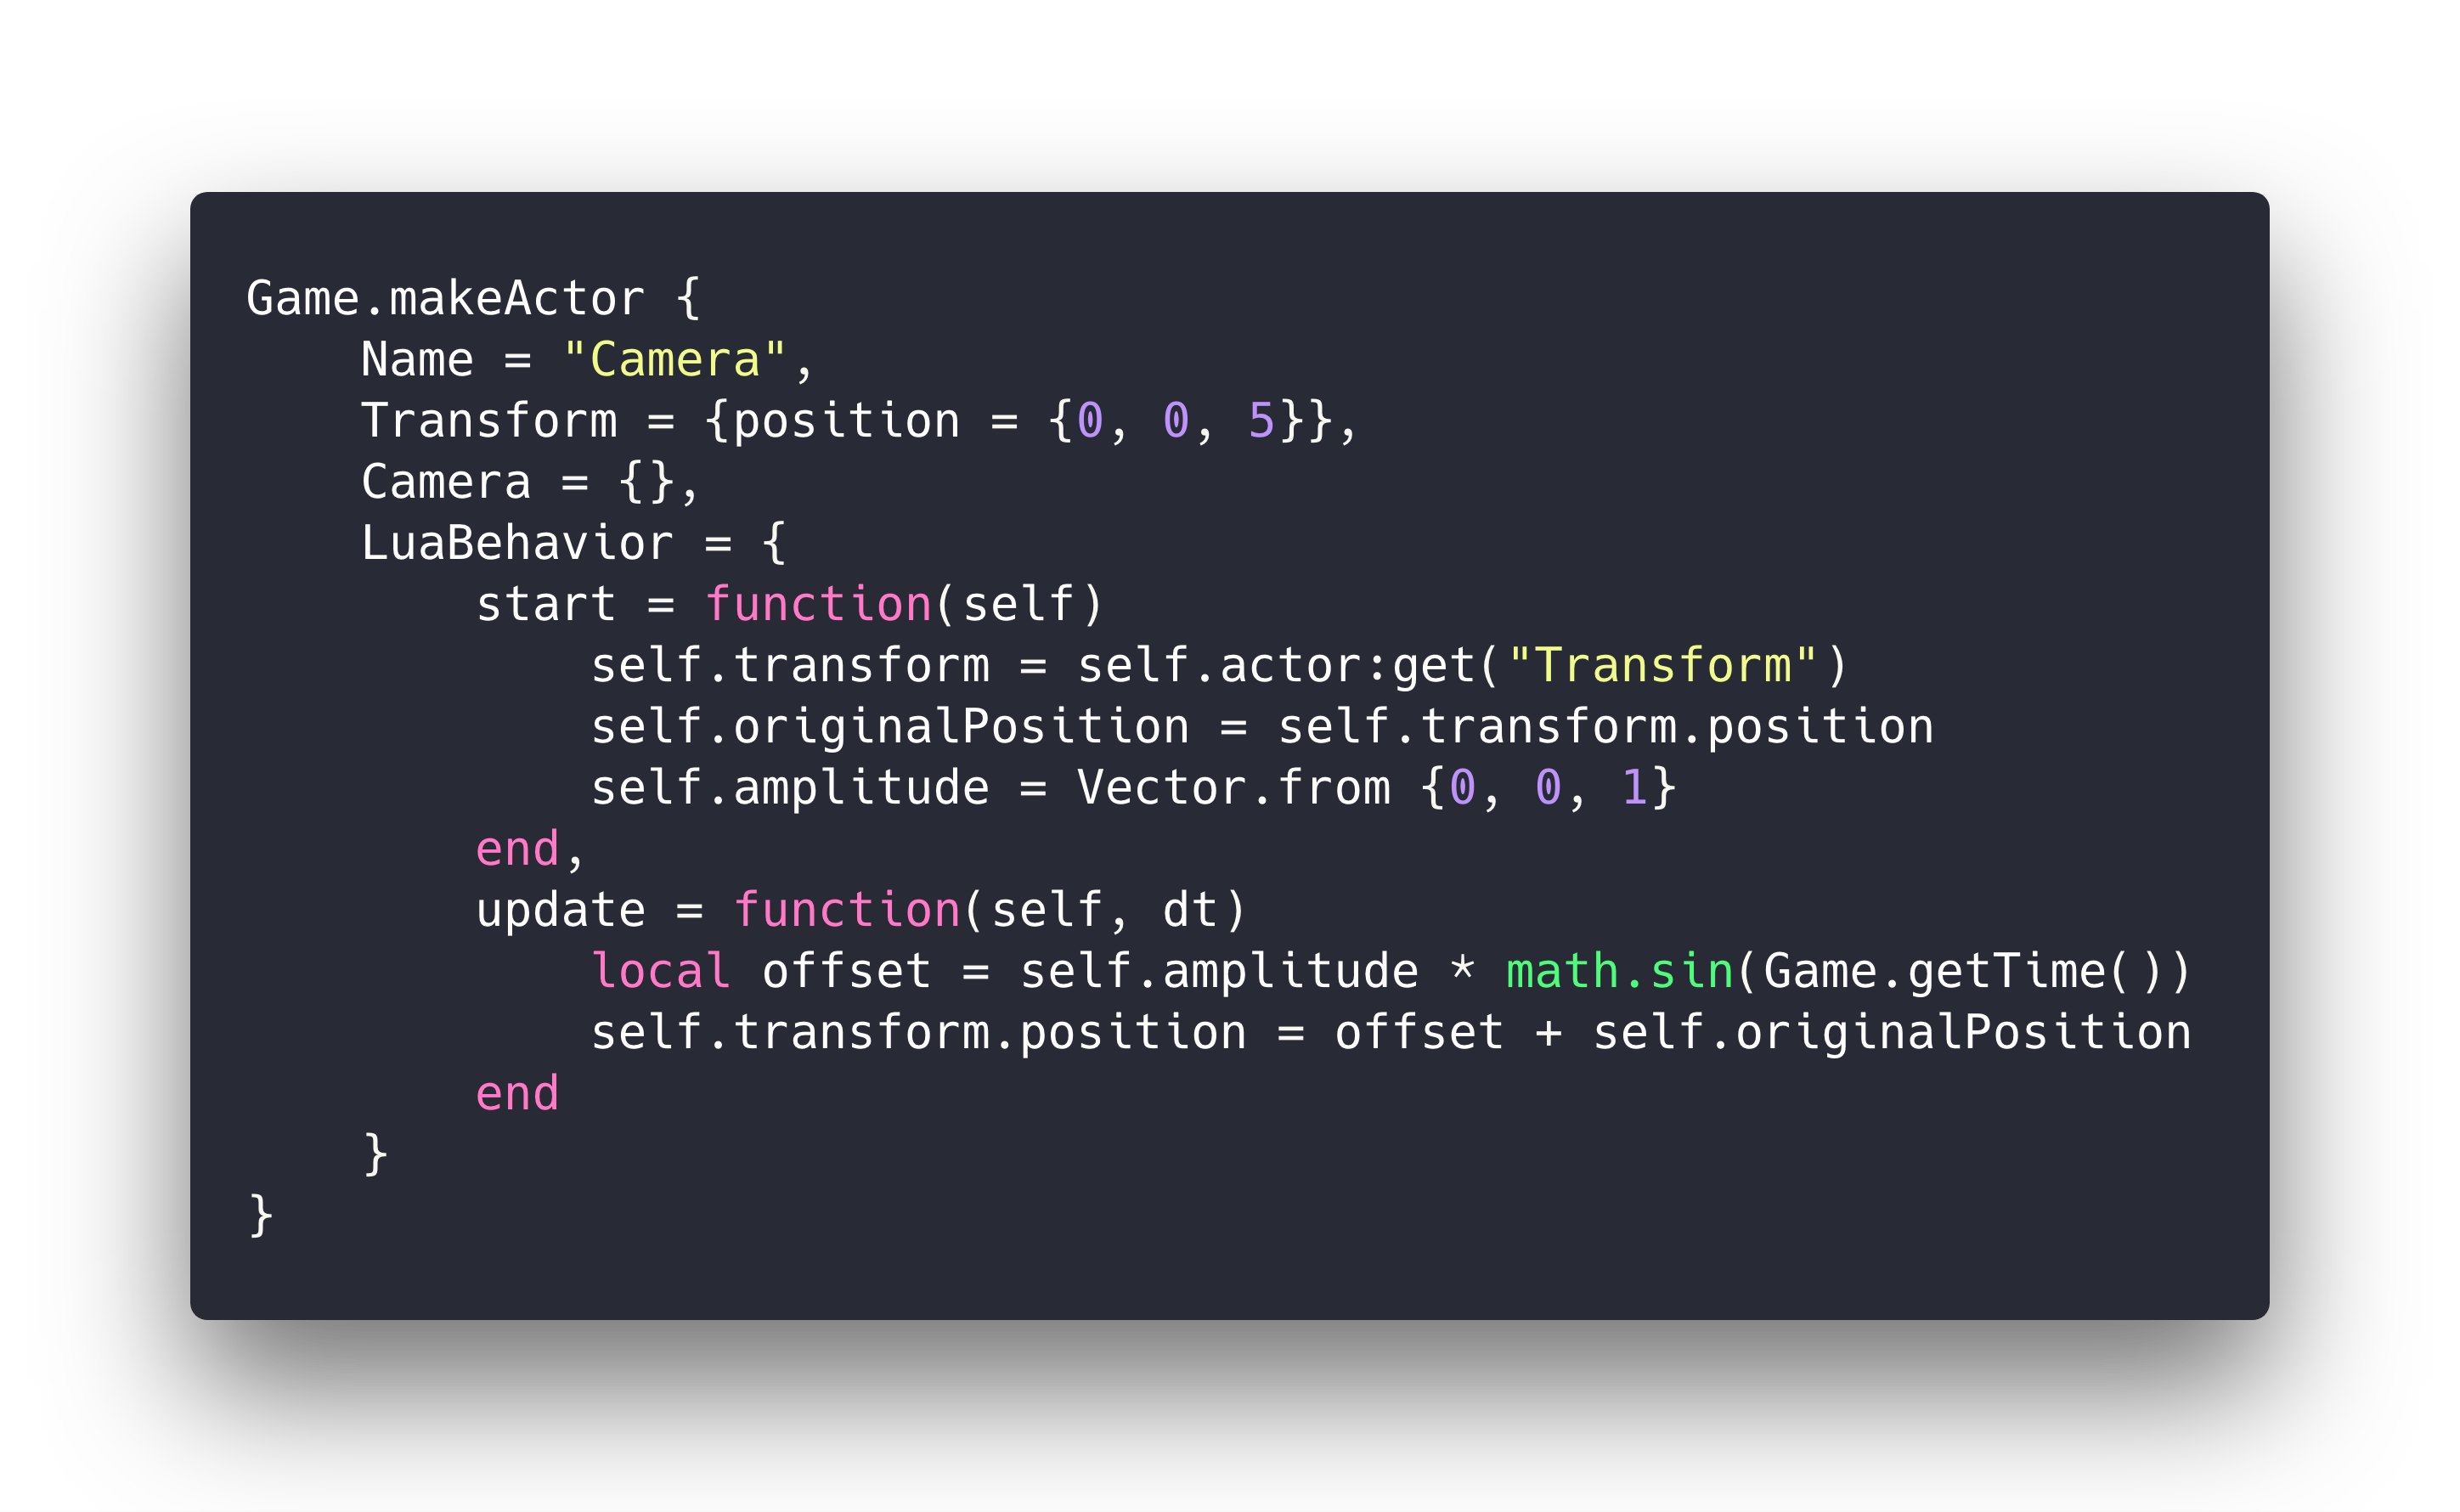 Game.makeActor {
    Name = "Camera",
    Transform = {position = {0, 0, 5}},
    Camera = {},
    LuaBehavior = {
        start = function(self)
            self.transform = self.actor:get("Transform")
            self.originalPosition = self.transform.position
            self.amplitude = Vector.from {0, 0, 1}
        end,
        update = function(self, dt)
            local offset = self.amplitude * math.sin(Game.getTime())
            self.transform.position = offset + self.originalPosition
        end
    }
}